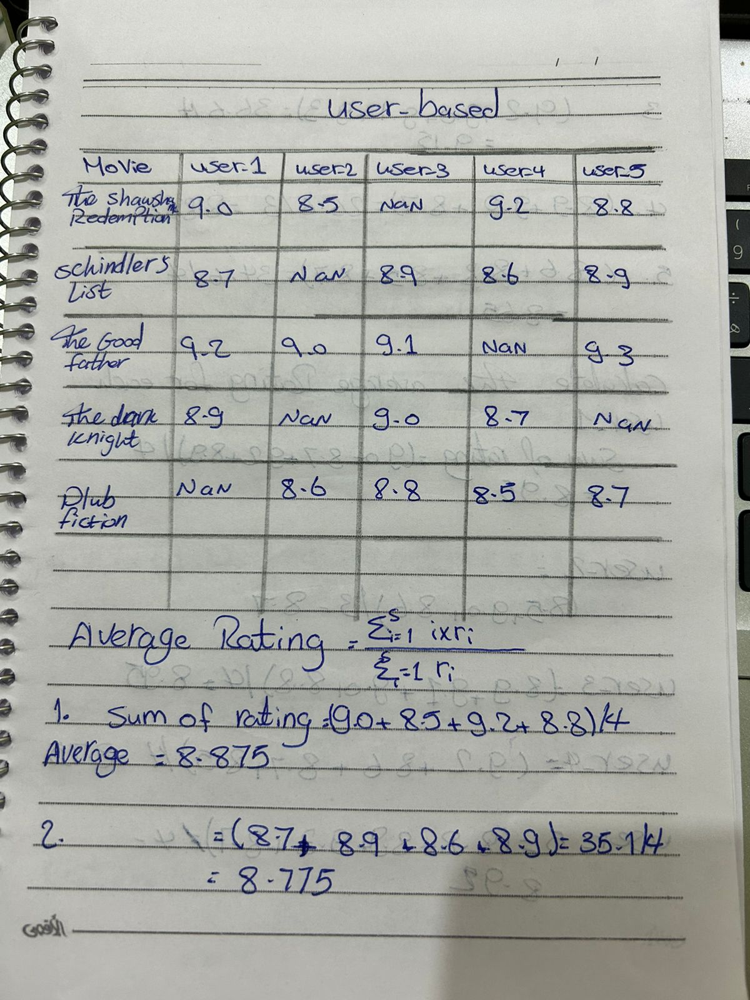 user-based
Movie user-1 user-2 user-3 user-4 user-5
The Shawshank Redemption 9.0 8.5 NaN 9.2 8.8
Schindler's List 8.7 NaN 8.9 8.6 8.9
The Good father 9.2 9.0 9.1 NaN 9.3
The dark Knight 8.9 NaN 9.0 8.7 NaN
Plub fiction NaN 8.6 8.8 8.5 8.7
Average Rating = Σ⁵i=1 i×ri / Σ⁵i=1 ri
1. Sum of rating =(9.0+ 8.5+9.2+ 8.8)/4
Average = 8.875
2. =( 8.7+ 8.9 +8.6 +8.9)= 35.1/4
= 8.775
الأقصى